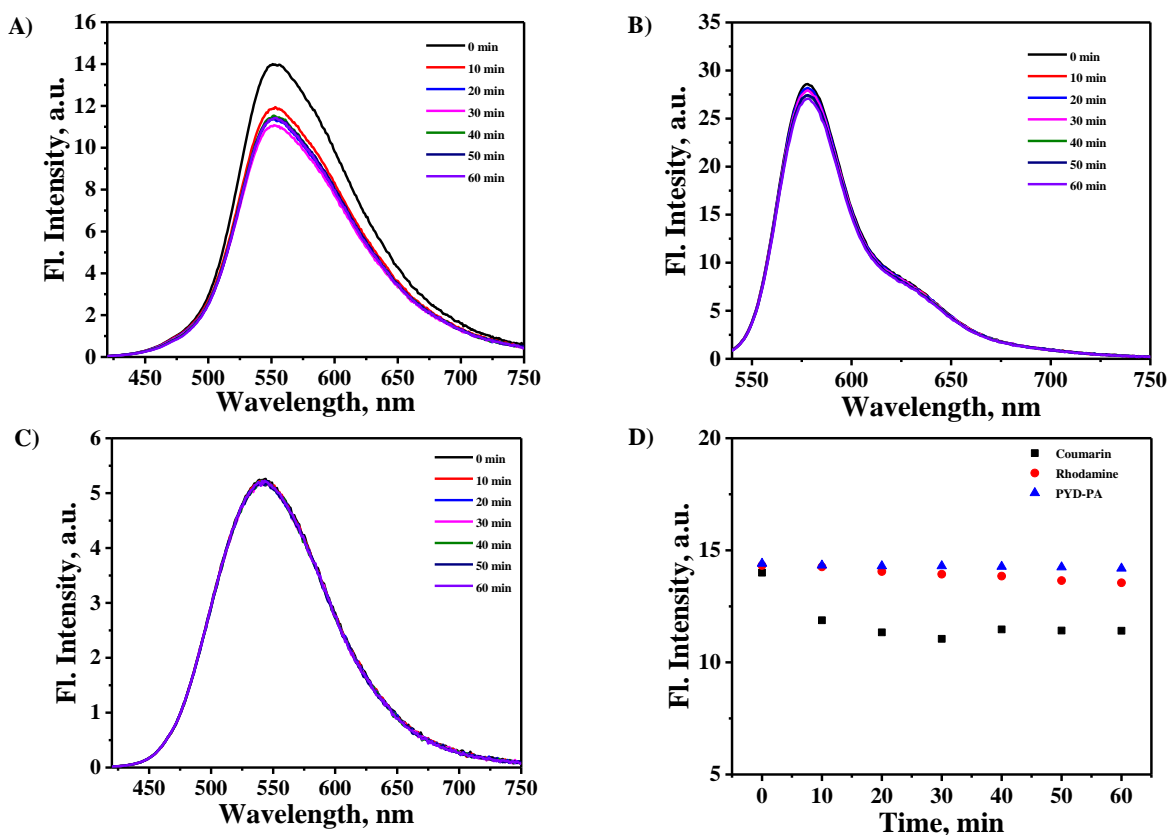 A)
Fl. Intensity, a.u.
16
14
12
10
8
6
4
2
0
450 500 550 600 650 700 750
Wavelength, nm
0 min
10 min
20 min
30 min
40 min
50 min
60 min
B)
Fl. Intesity, a.u.
35
30
25
20
15
10
5
0
550 600 650 700 750
Wavelength, nm
0 min
10 min
20 min
30 min
40 min
50 min
60 min
C)
Fl. Intensity, a.u.
6
5
4
3
2
1
0
450 500 550 600 650 700 750
Wavelength, nm
0 min
10 min
20 min
30 min
40 min
50 min
60 min
D)
Fl. Intensity, a.u.
20
15
10
5
0 10 20 30 40 50 60
Time, min
Coumarin
Rhodamine
PYD-PA